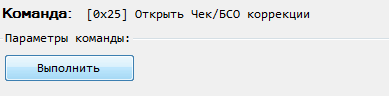 Команда: [0x25] Открыть Чек/БСО коррекции
Параметры команды:
Выполнить